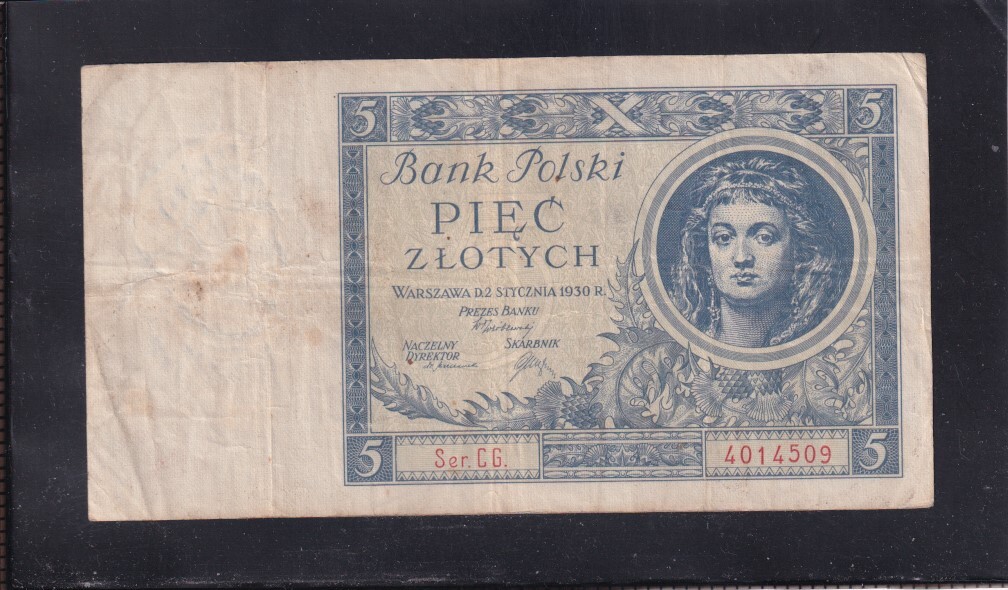 5 5
Bank Polski
PIĘĆ
ZŁOTYCH
WARSZAWA D.2 STYCZNIA 1930 R.
PREZES BANKU
NACZELNY SKARBNIK
DYREKTOR
5 Ser. CG. 4014509 5